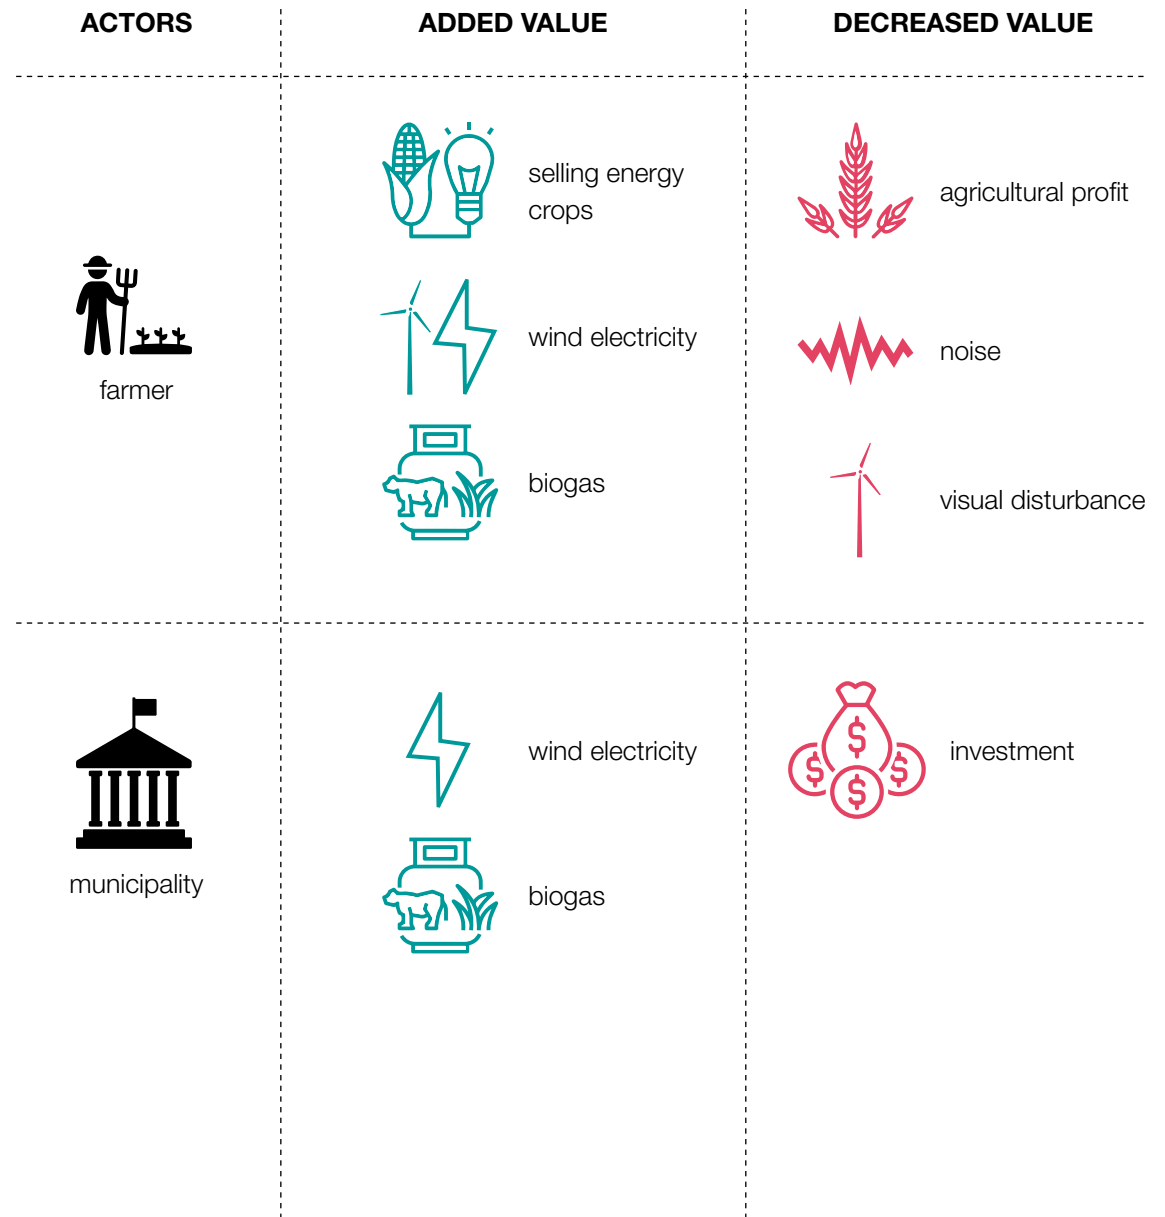 ACTORS
ADDED VALUE
DECREASED VALUE
farmer
selling energy
crops
wind electricity
biogas
agricultural profit
noise
visual disturbance
municipality
wind electricity
biogas
investment